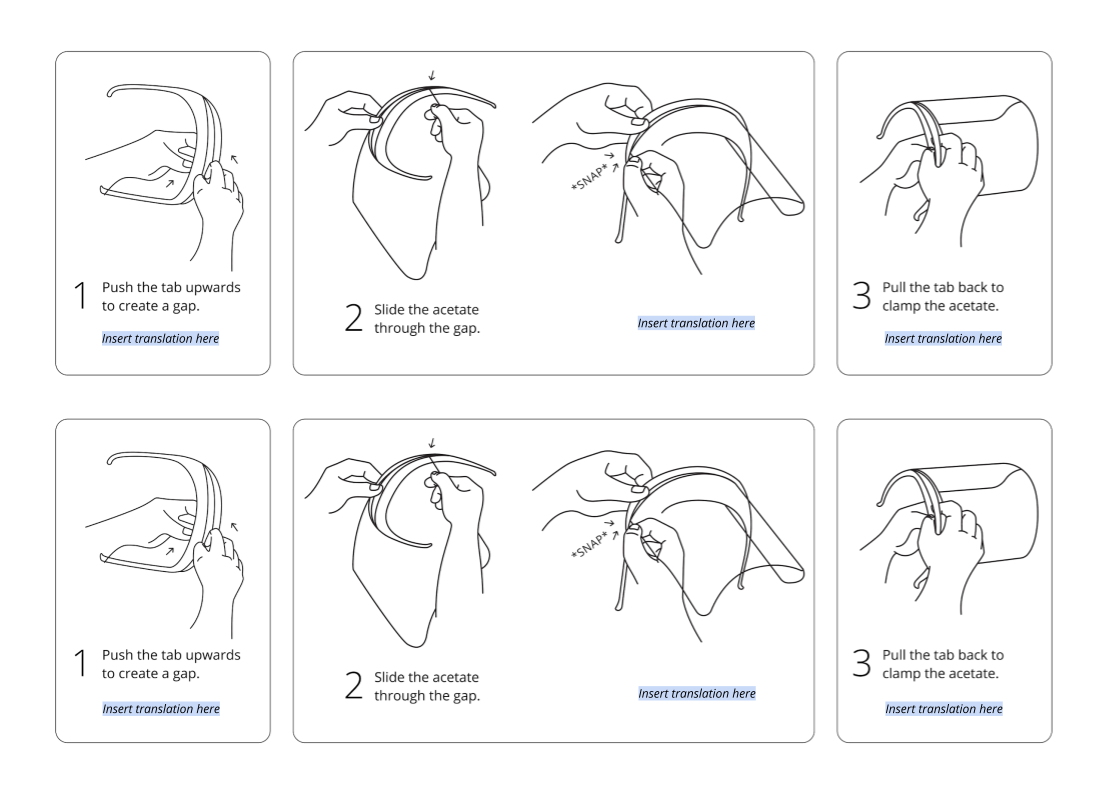 *SNAP*
1
Push the tab upwards
to create a gap.
Insert translation here
2
Slide the acetate
through the gap.
Insert translation here
3
Pull the tab back to
clamp the acetate.
Insert translation here
*SNAP*
1
Push the tab upwards
to create a gap.
Insert translation here
2
Slide the acetate
through the gap.
Insert translation here
3
Pull the tab back to
clamp the acetate.
Insert translation here